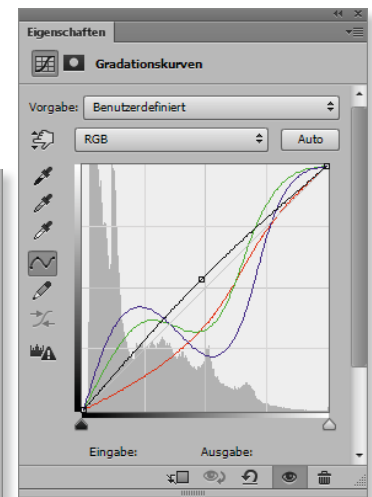 Eigenschaften
Gradationskurven
Vorgabe: Benutzerdefiniert
RGB Auto
Eingabe: Ausgabe: